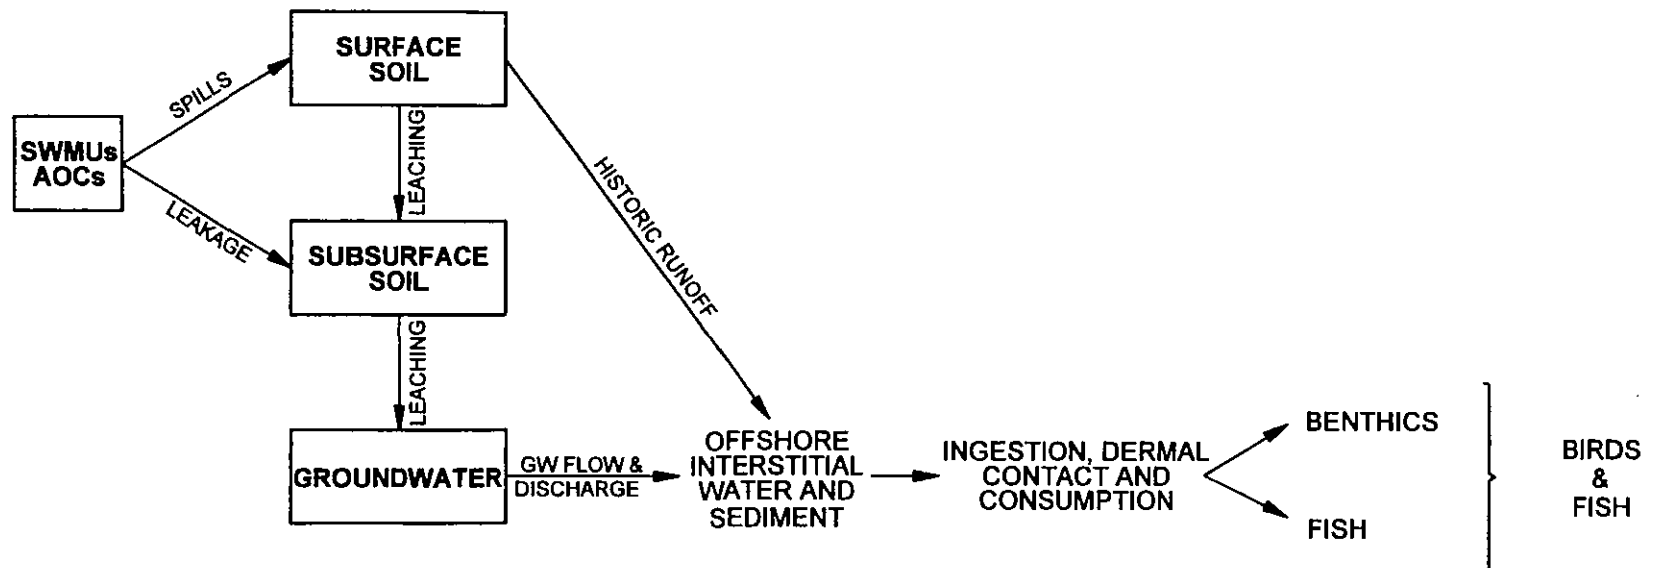 SURFACE
SOIL
SPILLS
SWMUs
AOCs
LEACHING
HISTORIC RUNOFF
LEAKAGE
SUBSURFACE
SOIL
LEACHING
GROUNDWATER
GW FLOW &
DISCHARGE
OFFSHORE
INTERSTITIAL
WATER AND
SEDIMENT
INGESTION, DERMAL
CONTACT AND
CONSUMPTION
BENTHICS
FISH
BIRDS
&
FISH